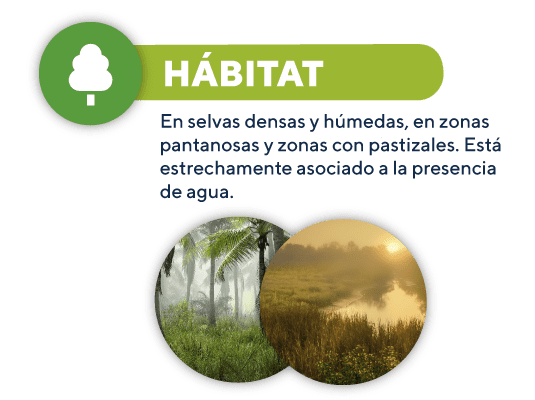 HÁBITAT
En selvas densas y húmedas, en zonas
pantanosas y zonas con pastizales. Está
estrechamente asociado a la presencia
de agua.